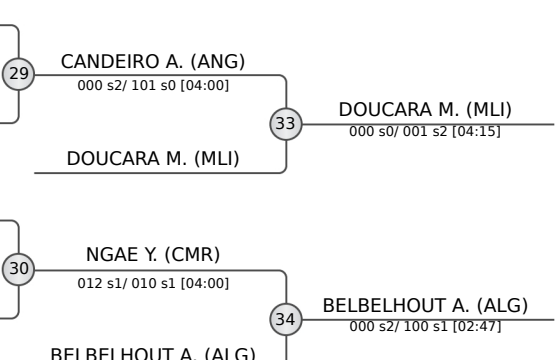 CANDEIRO A. (ANG)
29
000 s2/ 101 s0 [04:00]
DOUCARA M. (MLI)
33
000 s0/ 001 s2 [04:15]
DOUCARA M. (MLI)
NGAE Y. (CMR)
30
012 s1/ 010 s1 [04:00]
BELBELHOUT A. (ALG)
34
000 s2/ 100 s1 [02:47]
BELBELHOUT A. (ALG)